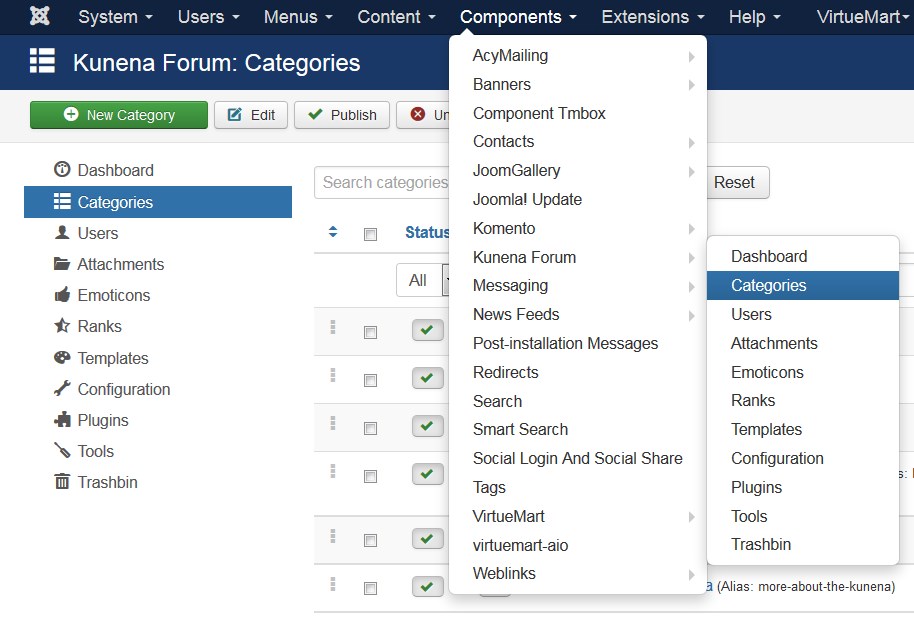 System Users Menus Content Components Extensions Help VirtueMart
Kunena Forum: Categories
New Category Edit Publish
Dashboard
Categories
Users
Attachments
Emoticons
Ranks
Templates
Configuration
Plugins
Tools
Trashbin
Search categories
Reset
Status
All
AcyMailing
Banners
Component Tmbox
Contacts
JoomGallery
Joomla! Update
Komento
Kunena Forum
Messaging
News Feeds
Post-installation Messages
Redirects
Search
Smart Search
Social Login And Social Share
Tags
VirtueMart
virtuemart-aio
Weblinks
Dashboard
Categories
Users
Attachments
Emoticons
Ranks
Templates
Configuration
Plugins
Tools
Trashbin
(Alias: more-about-the-kunena)